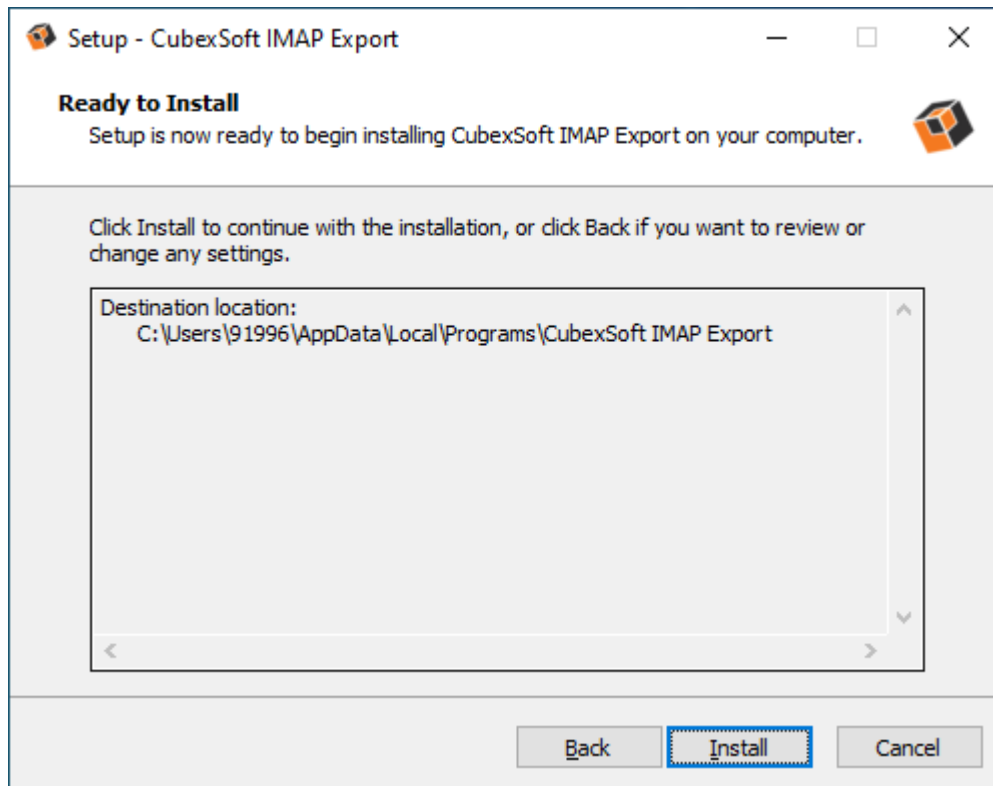 Setup - CubexSoft IMAP Export
Ready to Install
Setup is now ready to begin installing CubexSoft IMAP Export on your computer.
Click Install to continue with the installation, or click Back if you want to review or
change any settings.
Destination location:
C:\Users\91996\AppData\Local\Programs\CubexSoft IMAP Export
Back
Install
Cancel